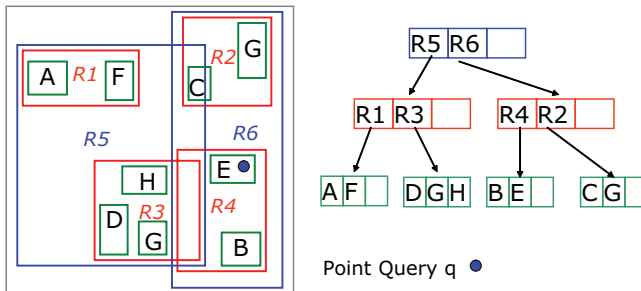 A R1 F
R2 G
C
R5
R6
H
E
D R3
R4
G
B
R5 R6
R1 R3
R4 R2
A F
D G H
B E
C G
Point Query q